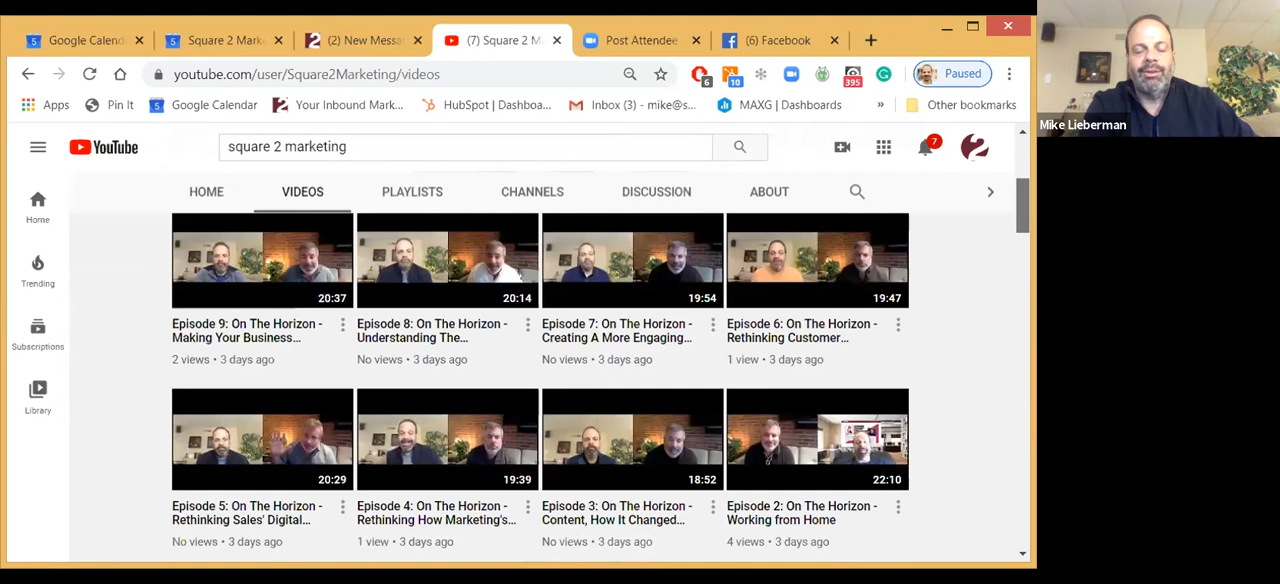 Google Calend
Square 2 Mark
(2) New Messa
(7) Square 2 M
Post Attendee
(6) Facebook
youtube.com/user/Square2Marketing/videos
6
10
395
Paused
Apps
Pin It
5
Google Calendar
Your Inbound Mark...
HubSpot | Dashboa...
Inbox (3) - mike@s...
MAXG | Dashboards
»
Other bookmarks
Mike Lieberman
YouTube
square 2 marketing
7
HOME
VIDEOS
PLAYLISTS
CHANNELS
DISCUSSION
ABOUT
Home
Trending
Subscriptions
Library
20:37
20:14
19:54
19:47
Episode 9: On The Horizon -
Making Your Business...
2 views • 3 days ago
Episode 8: On The Horizon -
Understanding The...
No views • 3 days ago
Episode 7: On The Horizon -
Creating A More Engaging...
No views • 3 days ago
Episode 6: On The Horizon -
Rethinking Customer...
1 view • 3 days ago
20:29
19:39
18:52
22:10
Episode 5: On The Horizon -
Rethinking Sales' Digital...
No views • 3 days ago
Episode 4: On The Horizon -
Rethinking How Marketing's...
1 view • 3 days ago
Episode 3: On The Horizon -
Content, How It Changed...
No views • 3 days ago
Episode 2: On The Horizon -
Working from Home
4 views • 3 days ago